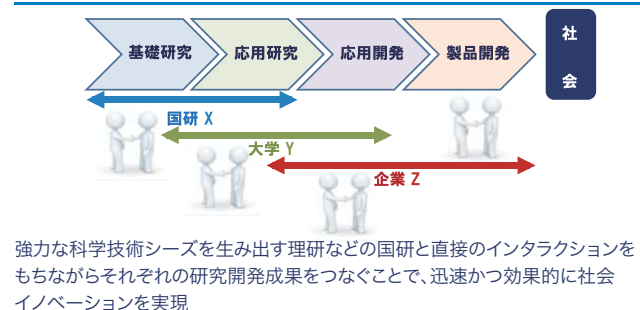 基礎研究
応用研究
応用開発
製品開発
社会
国研 X
大学 Y
企業 Z
強力な科学技術シーズを生み出す理研などの国研と直接のインタラクションを
もちながらそれぞれの研究開発成果をつなぐことで、迅速かつ効果的に社会
イノベーションを実現